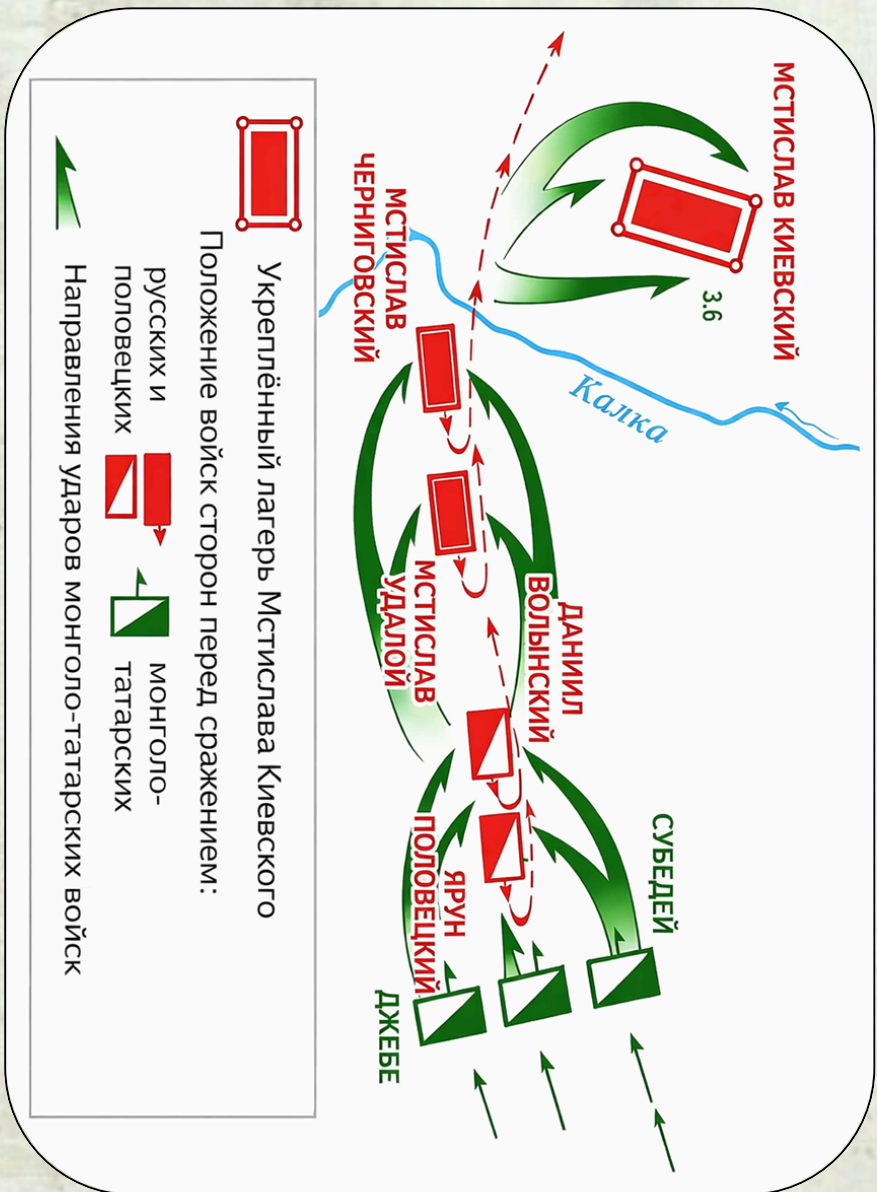 МСТИСЛАВ КИЕВСКИЙ
3.6
Калка
МСТИСЛАВ
ЧЕРНИГОВСКИЙ
ДАНИИЛ
ВОЛЫНСКИЙ
МСТИСЛАВ
УДАЛОЙ
СУБЕДЕЙ
ЯРУН
ПОЛОВЕЦКИЙ
ДЖЕБЕ
Укреплённый лагерь Мстислава Киевского
Положение войск сторон перед сражением:
русских и
половецких
монголо-
татарских
Направления ударов монголо-татарских войск